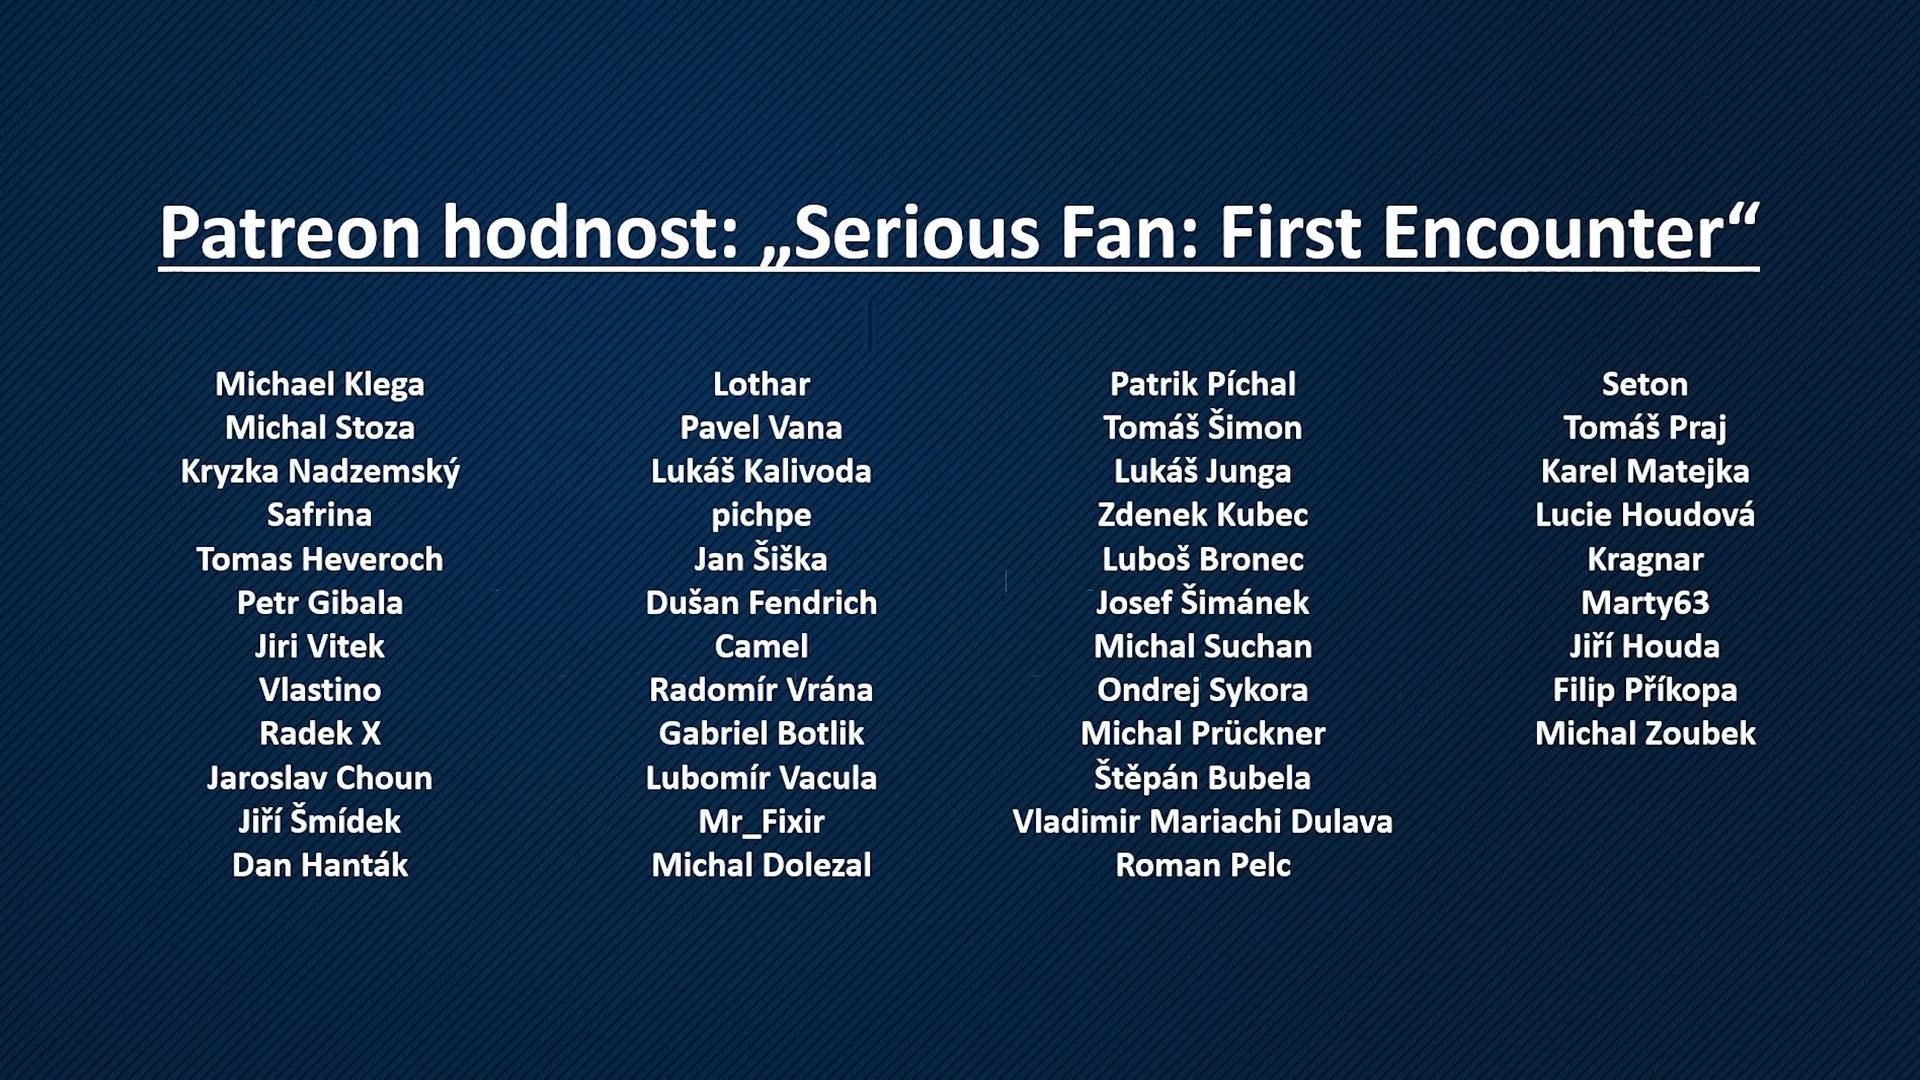 Patreon hodnost: „Serious Fan: First Encounter“
Michael Klega
Michal Stoza
Kryzka Nadzemský
Safrina
Tomas Heveroch
Petr Gibala
Jiri Vitek
Vlastino
Radek X
Jaroslav Choun
Jiří Šmídek
Dan Hanták
Lothar
Pavel Vana
Lukáš Kalivoda
pichpe
Jan Šiška
Dušan Fendrich
Camel
Radomír Vrána
Gabriel Botlik
Lubomír Vacula
Mr_Fixir
Michal Dolezal
Patrik Píchal
Tomáš Šimon
Lukáš Junga
Zdenek Kubec
Luboš Bronec
Josef Šimánek
Michal Suchan
Ondrej Sykora
Michal Prückner
Štěpán Bubela
Vladimir Mariachi Dulava
Roman Pelc
Seton
Tomáš Praj
Karel Matejka
Lucie Houdová
Kragnar
Marty63
Jiří Houda
Filip Příkopa
Michal Zoubek